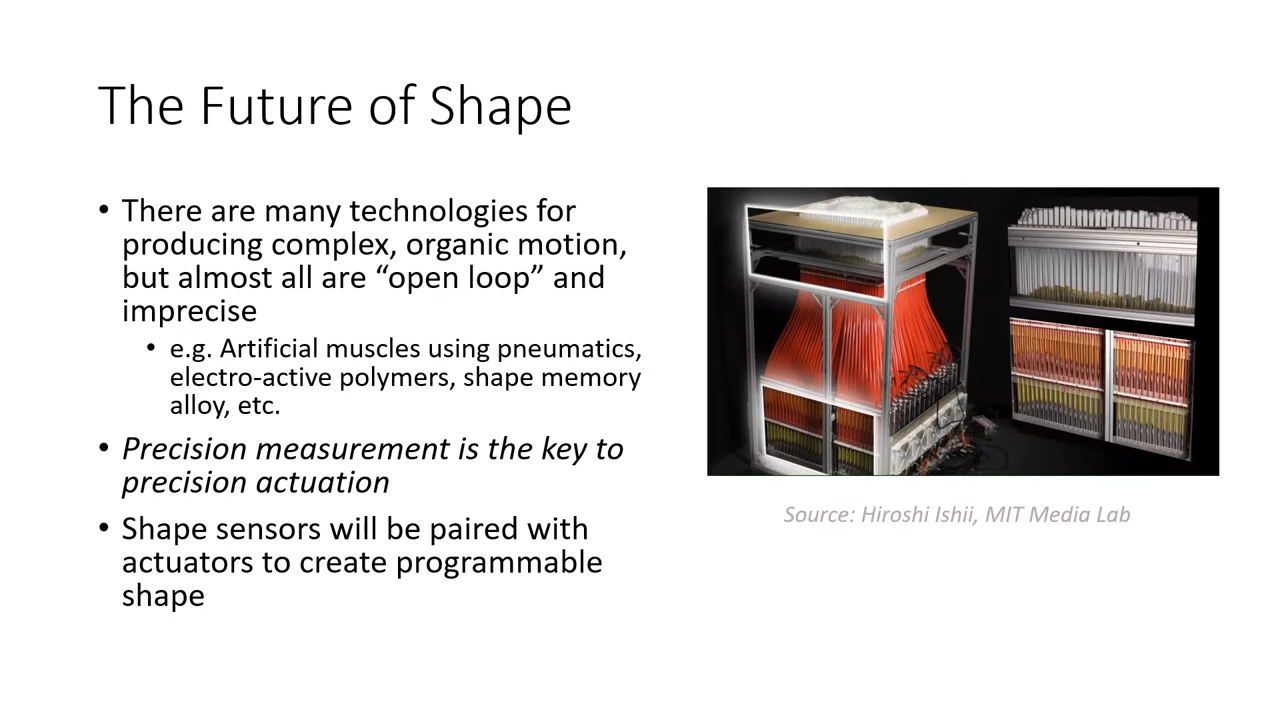 The Future of Shape
• There are many technologies for
producing complex, organic motion,
but almost all are “open loop” and
imprecise
• e.g. Artificial muscles using pneumatics,
electro-active polymers, shape memory
alloy, etc.
• Precision measurement is the key to
precision actuation
• Shape sensors will be paired with
actuators to create programmable
shape
Source: Hiroshi Ishii, MIT Media Lab